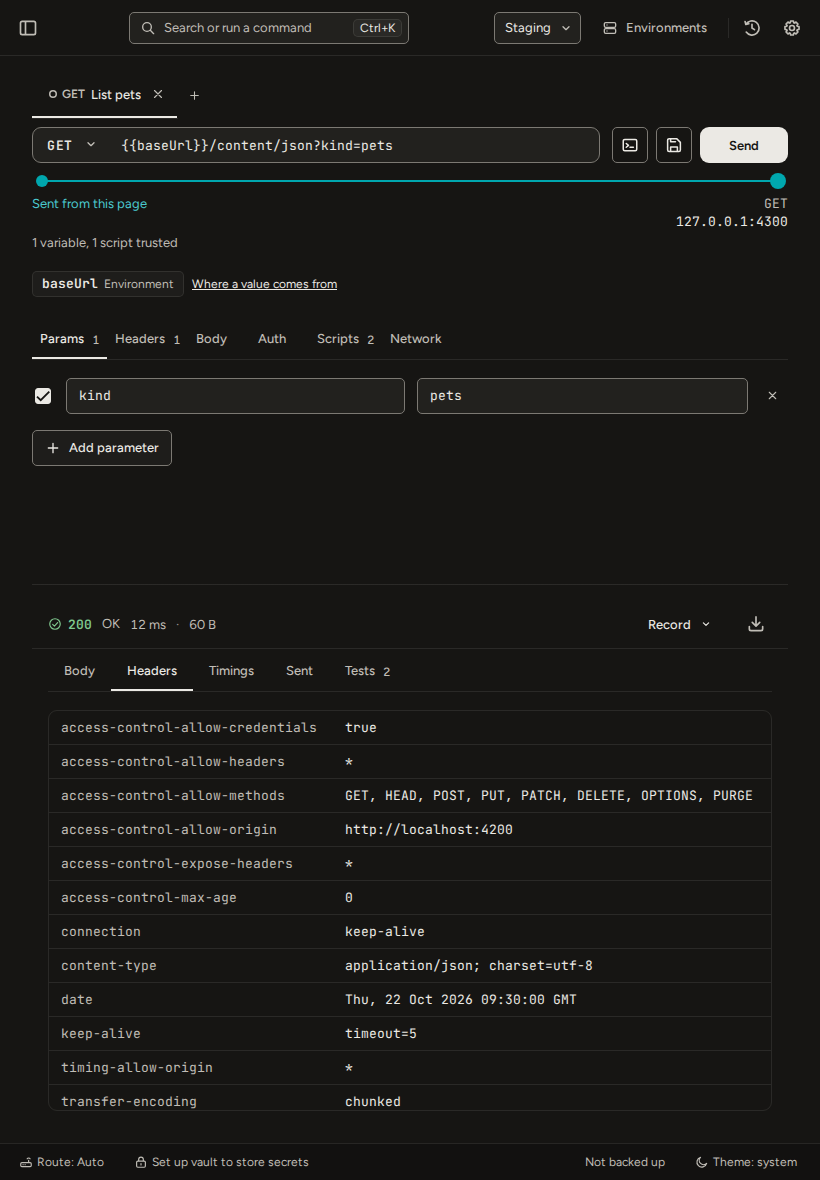 Search or run a command Ctrl+K Staging Environments
GET List pets
GET {{baseUrl}}/content/json?kind=pets Send
Sent from this page GET
127.0.0.1:4300
1 variable, 1 script trusted
baseUrl Environment Where a value comes from
Params 1 Headers 1 Body Auth Scripts 2 Network
kind pets
Add parameter
200 OK 12 ms · 60 B Record
Body Headers Timings Sent Tests 2
access-control-allow-credentials true
access-control-allow-headers *
access-control-allow-methods GET, HEAD, POST, PUT, PATCH, DELETE, OPTIONS, PURGE
access-control-allow-origin http://localhost:4200
access-control-expose-headers *
access-control-max-age 0
connection keep-alive
content-type application/json; charset=utf-8
date Thu, 22 Oct 2026 09:30:00 GMT
keep-alive timeout=5
timing-allow-origin *
transfer-encoding chunked
Route: Auto Set up vault to store secrets Not backed up Theme: system